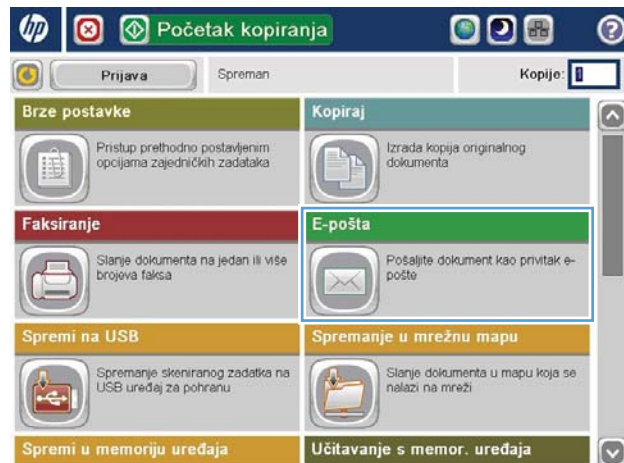 hp
Početak kopiranja
?
Prijava
Spreman
Kopije: 1
Brze postavke
Pristup prethodno postavljenim
opcijama zajedničkih zadataka
Kopiraj
Izrada kopija originalnog
dokumenta
Faksiranje
Slanje dokumenta na jedan ili više
brojeva faksa
E-pošta
Pošaljite dokument kao privitak e-
pošte
Spremi na USB
Spremanje skeniranog zadatka na
USB uređaj za pohranu
Spremanje u mrežnu mapu
Slanje dokumenta u mapu koja se
nalazi na mreži
Spremi u memoriju uređaja
Učitavanje s memor. uređaja